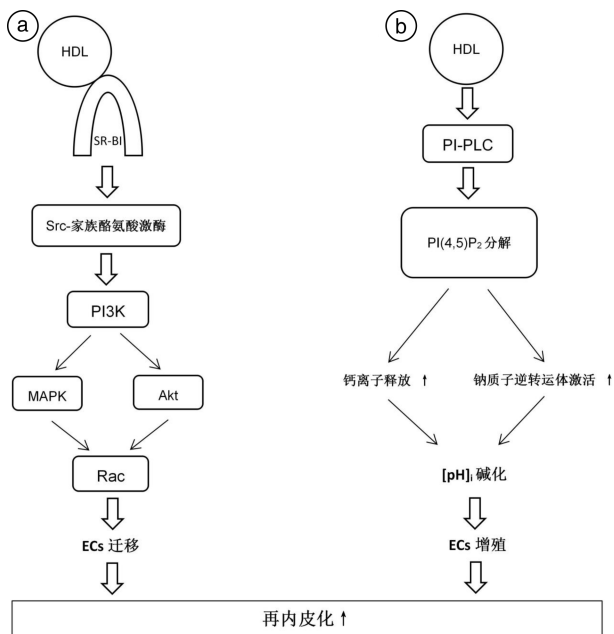 a
HDL
SR-BI
Src-家族酪氨酸激酶
PI3K
MAPK
Akt
Rac
ECs 迁移
b
HDL
PI-PLC
PI(4,5)P₂ 分解
钙离子释放 ↑
钠质子逆转运体激活 ↑
[pH]ᵢ 碱化
ECs 增殖
再内皮化 ↑